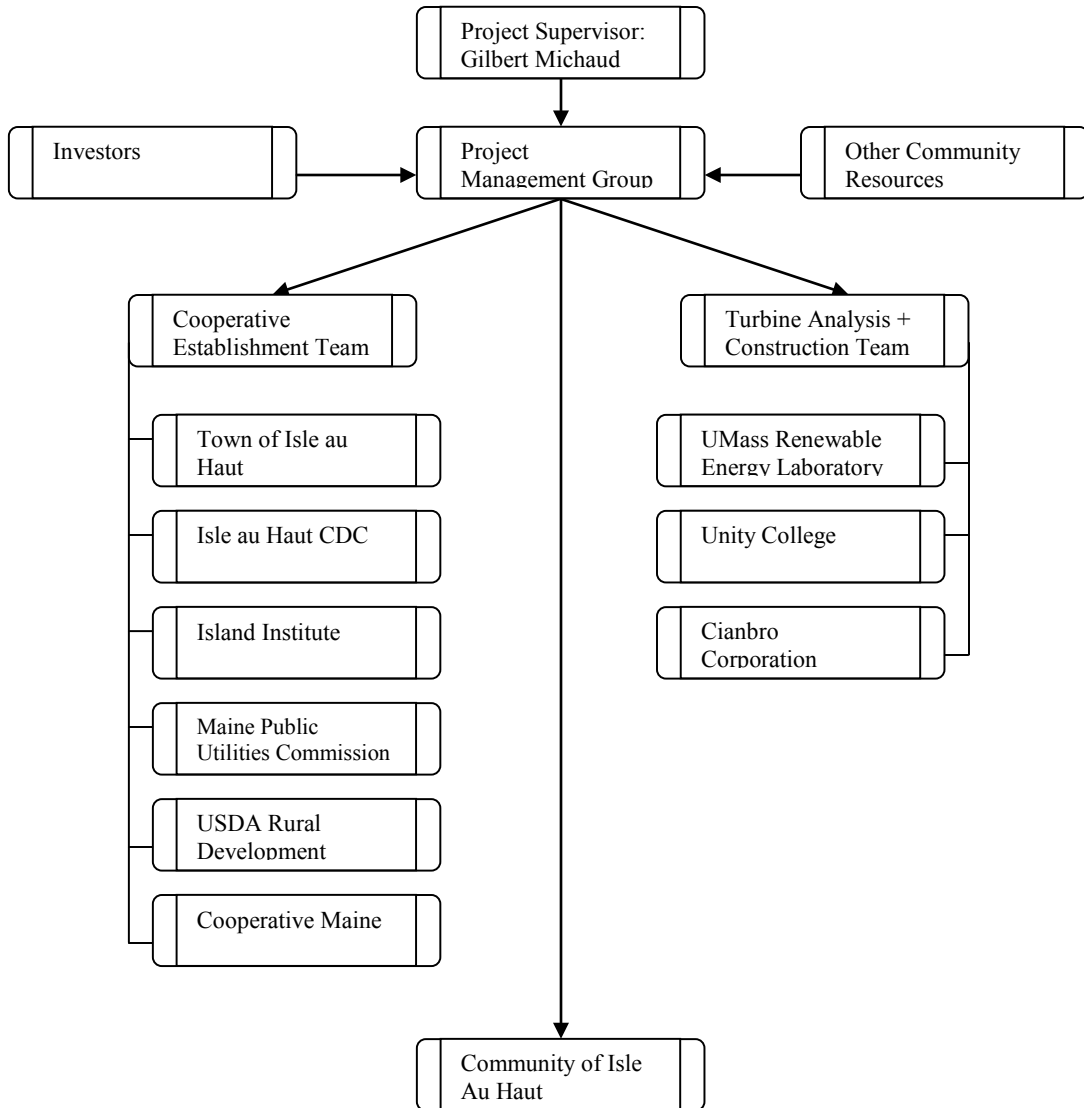 Project Supervisor:
Gilbert Michaud
Investors
Project
Management Group
Other Community
Resources
Cooperative
Establishment Team
Turbine Analysis +
Construction Team
Town of Isle au
Haut
Isle au Haut CDC
Island Institute
Maine Public
Utilities Commission
USDA Rural
Development
Cooperative Maine
UMass Renewable
Energy Laboratory
Unity College
Cianbro
Corporation
Community of Isle
Au Haut